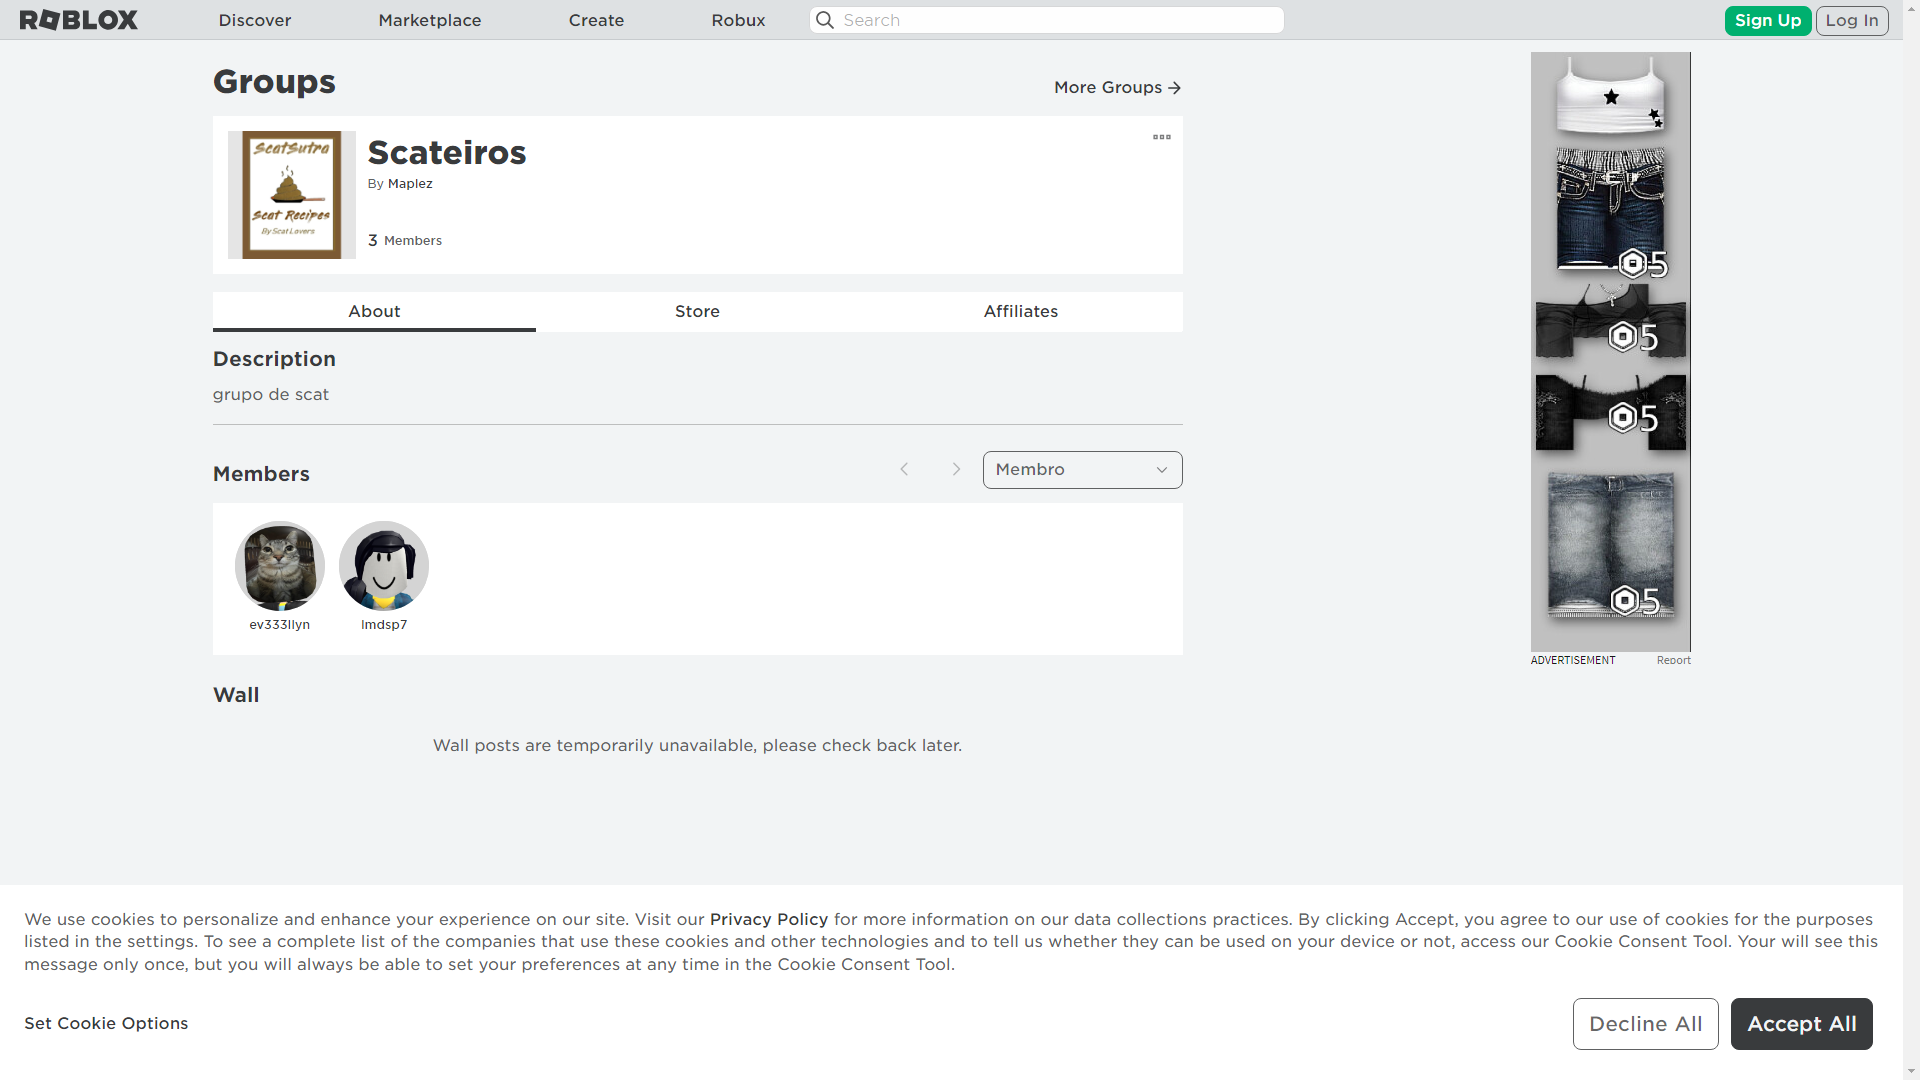 ROBLOX
Discover
Marketplace
Create
Robux
Search
Sign Up
Log In
Groups
More Groups
ScatSutra
Scat Recipes
By Scat Lovers
Scateiros
By Maplez
3 Members
About
Store
Affiliates
Description
grupo de scat
Members
Membro
ev333llyn
lmdsp7
Wall
Wall posts are temporarily unavailable, please check back later.
5
5
5
5
ADVERTISEMENT
Report
We use cookies to personalize and enhance your experience on our site. Visit our Privacy Policy for more information on our data collections practices. By clicking Accept, you agree to our use of cookies for the purposes
listed in the settings. To see a complete list of the companies that use these cookies and other technologies and to tell us whether they can be used on your device or not, access our Cookie Consent Tool. Your will see this
message only once, but you will always be able to set your preferences at any time in the Cookie Consent Tool.
Set Cookie Options
Decline All
Accept All